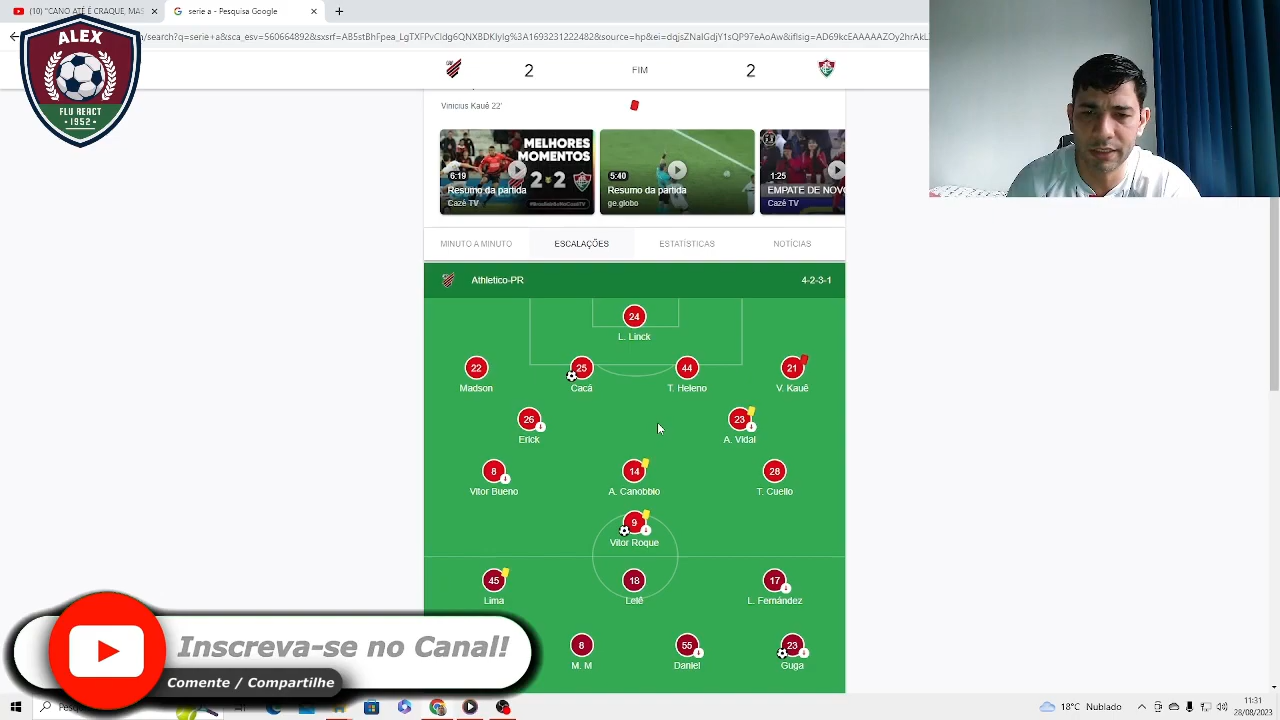 (10) "CANO ATÉ É CRAQUE, MAS
serie a - Pesquisa Google
ALEX
FLU REACT
1952
2
FIM
2
Vinicius Kauê 22'
MELHORES
MOMENTOS
2 2
6:19
Resumo da partida
Cazé TV
5:40
Resumo da partida
ge.globo
1:25
EMPATE DE NOVO
Cazé TV
MINUTO A MINUTO
ESCALAÇÕES
ESTATÍSTICAS
NOTÍCIAS
Athletico-PR
4-2-3-1
24
L. Linck
22
25
44
21
Madson
Cacá
T. Heleno
V. Kauê
26
23
Erick
A. Vidal
8
14
28
Vitor Bueno
A. Canobbio
T. Cuello
9
Vitor Roque
45
18
17
Lima
Lelê
L. Fernández
8
55
23
M. M
Daniel
Guga
Inscreva-se no Canal!
Comente / Compartilhe
18°C Nublado
11:31
28/08/2023